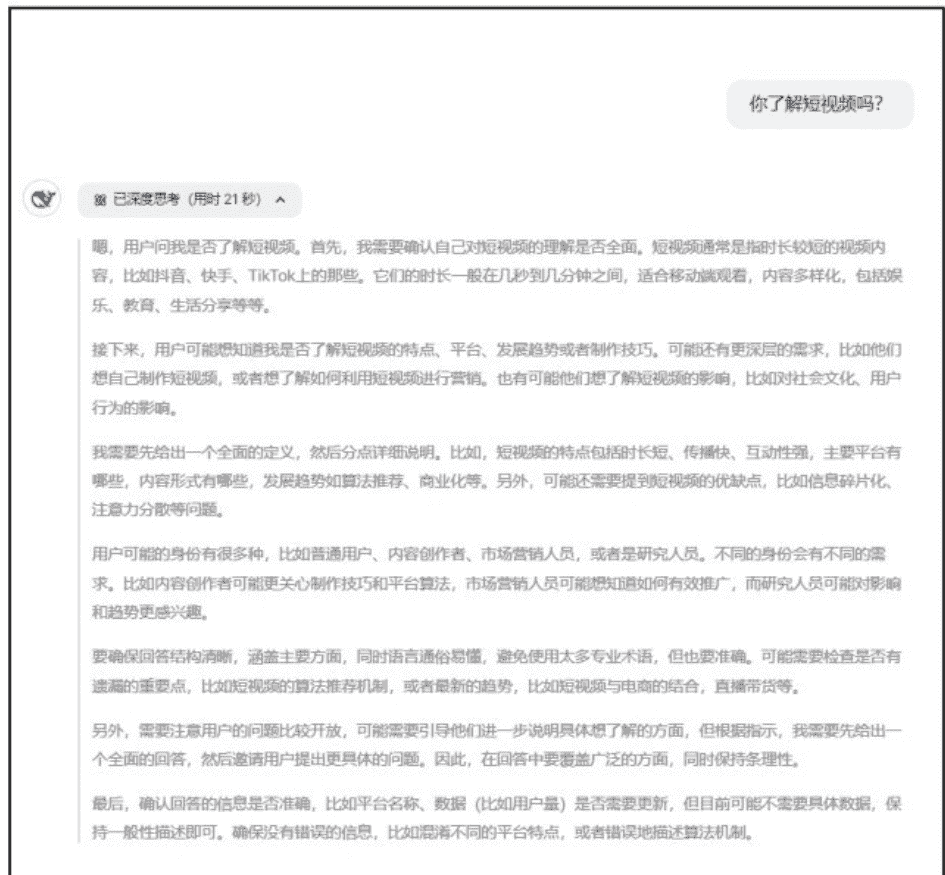 你了解短视频吗?
已深度思考（用时 21 秒）
嗯，用户问我是否了解短视频。首先，我需要确认自己对短视频的理解是否全面。短视频通常是指时长较短的视频内
容，比如抖音、快手、TikTok上的那些。它们的时长一般在几秒到几分钟之间，适合移动端观看，内容多样化，包括娱
乐、教育、生活分享等等。
接下来，用户可能想知道我是否了解短视频的特点、平台、发展趋势或者制作技巧。可能还有更深层的需求，比如他们
想自己制作短视频，或者想了解如何利用短视频进行营销。也有可能他们想了解短视频的影响，比如对社会文化、用户
行为的影响。
我需要先给出一个全面的定义，然后分点详细说明。比如，短视频的特点包括时长短、传播快、互动性强，主要平台有
哪些，内容形式有哪些，发展趋势如算法推荐、商业化等。另外，可能还需要提到短视频的优缺点，比如信息碎片化、
注意力分散等问题。
用户可能的身份有很多种，比如普通用户、内容创作者、市场营销人员，或者是研究人员。不同的身份会有不同的需
求。比如内容创作者可能更关心制作技巧和平台算法，市场营销人员可能想知道如何有效推广，而研究人员可能对影响
和趋势更感兴趣。
要确保回答结构清晰，涵盖主要方面，同时语言通俗易懂，避免使用太多专业术语，但也要准确。可能需要检查是否有
遗漏的重要点，比如短视频的算法推荐机制，或者最新的趋势，比如短视频与电商的结合，直播带货等。
另外，需要注意用户的问题比较开放，可能需要引导他们进一步说明具体想了解的方面，但根据指示，我需要先给出一
个全面的回答，然后邀请用户提出更具体的问题。因此，在回答中要覆盖广泛的方面，同时保持条理性。
最后，确认回答的信息是否准确，比如平台名称、数据（比如用户量）是否需要更新，但目前可能不需要具体数据，保
持一般性描述即可。确保没有错误的信息，比如混淆不同的平台特点，或者错误地描述算法机制。